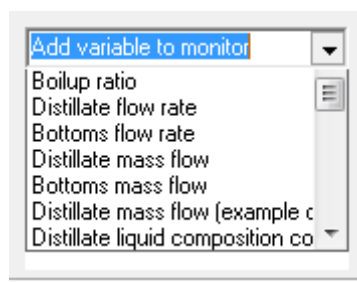 Add variable to monitor
Boilup ratio
Distillate flow rate
Bottoms flow rate
Distillate mass flow
Bottoms mass flow
Distillate mass flow (example c
Distillate liquid composition co